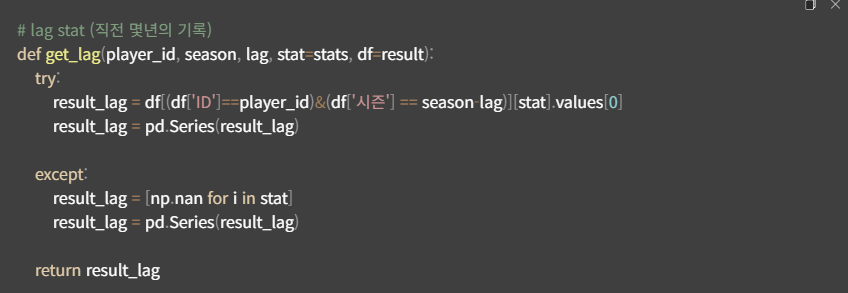 # lag stat (직전 몇년의 기록)
def get_lag(player_id, season, lag, stat=stats, df=result):
    try:
        result_lag = df[(df['ID']==player_id)&(df['시즌'] == season-lag)][stat].values[0]
        result_lag = pd.Series(result_lag)
    except:
        result_lag = [np.nan for i in stat]
        result_lag = pd.Series(result_lag)
    return result_lag